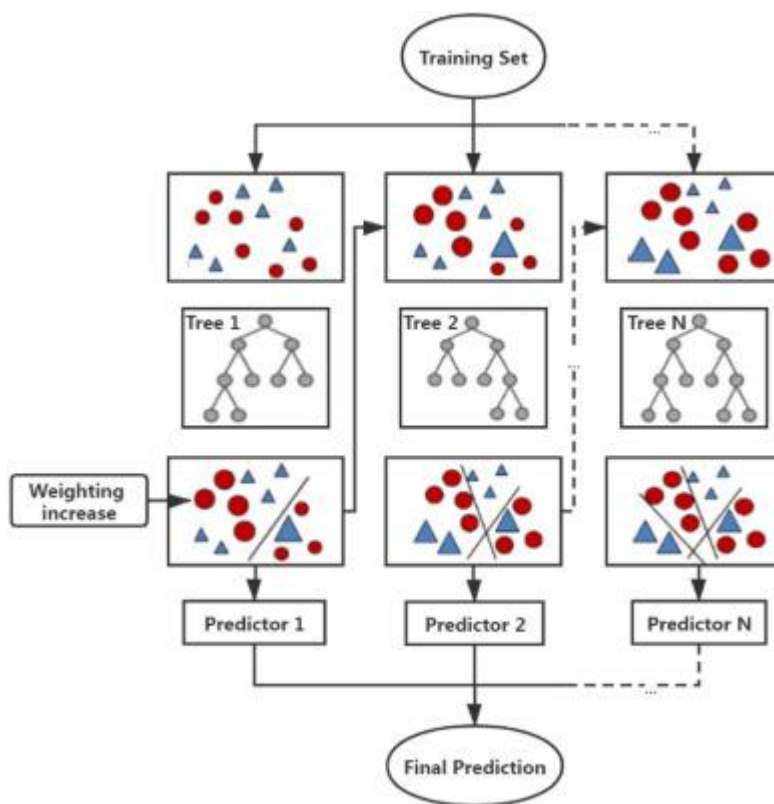 Training Set
...
Tree 1
Tree 2
Tree N
...
Weighting
increase
Predictor 1
Predictor 2
Predictor N
...
Final Prediction